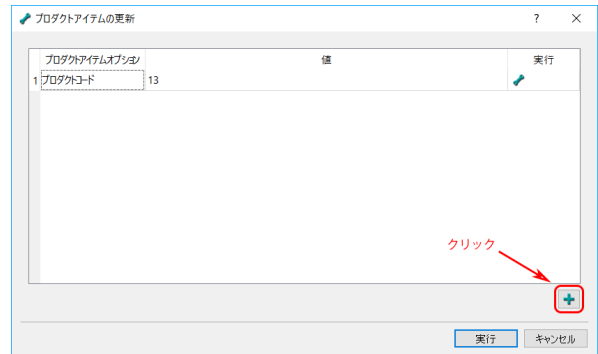 プロダクトアイテムの更新 ? ×
プロダクトアイテムオプション 値 実行
1 プロダクトコード 13
クリック
実行 キャンセル